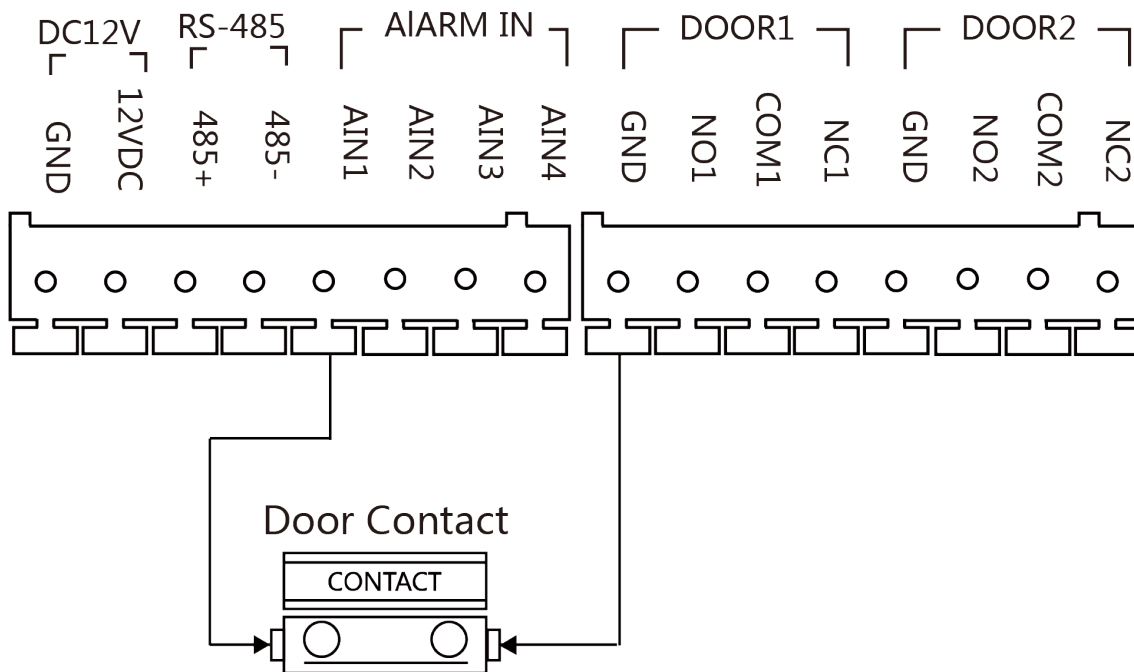 DC12V RS-485 AlARM IN DOOR1 DOOR2
GND 12VDC 485+ 485- AIN1 AIN2 AIN3 AIN4 GND NO1 COM1 NC1 GND NO2 COM2 NC2
Door Contact
CONTACT